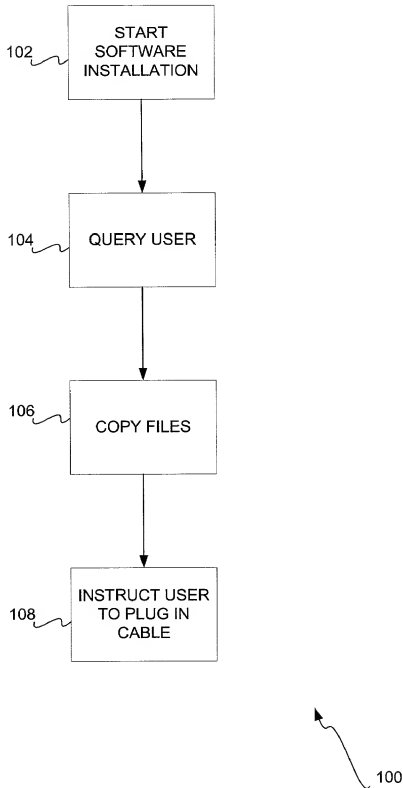 START
SOFTWARE
INSTALLATION
102
QUERY USER
104
COPY FILES
106
INSTRUCT USER
TO PLUG IN
CABLE
108
100